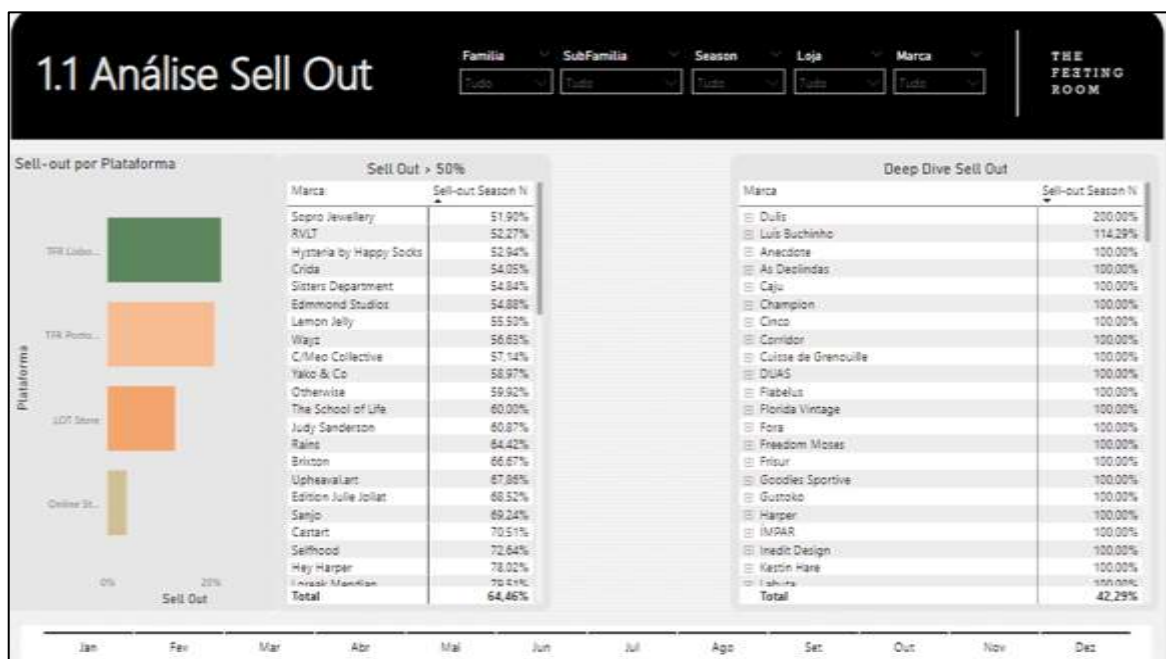 1.1 Análise Sell Out
Familia SubFamilia Season Loja Marca
Tudo Tudo Tudo Tudo Tudo
THE
FEETING
ROOM
Sell-out por Plataforma
Plataforma
TFR Lisbo...
TFR Porto...
LOT Store
Online St...
0% 20%
Sell Out
Sell Out > 50%
Marca Sell-out Season N
Sopro Jewellery 51,90%
RVLT 52,27%
Hysteria by Happy Socks 52,94%
Crida 54,05%
Sisters Department 54,84%
Edmmond Studios 54,88%
Lemon Jelly 55,50%
Wayz 56,63%
C/Meo Collective 57,14%
Yako & Co 58,97%
Otherwise 59,92%
The School of Life 60,00%
Judy Sanderson 60,87%
Rains 64,42%
Brixton 66,67%
Upheaval.art 67,86%
Edition Julie Joliat 68,52%
Sanjo 69,24%
Castart 70,51%
Selfhood 72,64%
Hey Harper 78,02%
Loreak Mendian 79,51%
Total 64,46%
Deep Dive Sell Out
Marca Sell-out Season N
Dulis 200,00%
Luis Buchinho 114,29%
Anecdote 100,00%
As Deolindas 100,00%
Caju 100,00%
Champion 100,00%
Cinco 100,00%
Corridor 100,00%
Cuisse de Grenouille 100,00%
DUAS 100,00%
Flabelus 100,00%
Florida Vintage 100,00%
Fora 100,00%
Freedom Moses 100,00%
Frisur 100,00%
Goodies Sportive 100,00%
Gustoko 100,00%
Harper 100,00%
ÍMPAR 100,00%
Inedit Design 100,00%
Kestin Hare 100,00%
Labuta 100,00%
Total 42,29%
Jan Fev Mar Abr Mai Jun Jul Ago Set Out Nov Dez